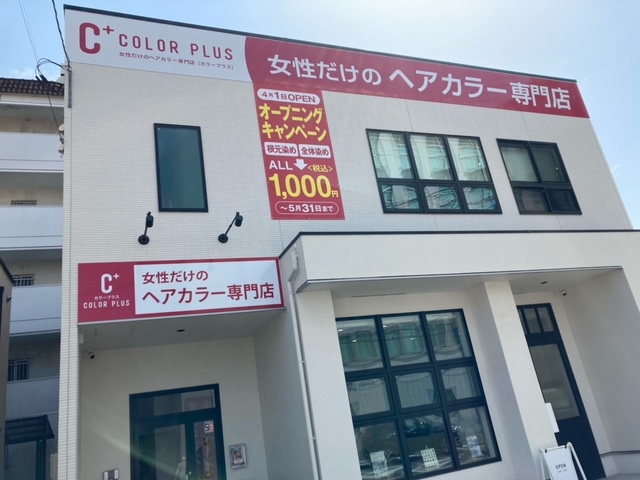 C+ COLOR PLUS
女性だけのヘアカラー専門店(カラープラス)
女性だけの ヘアカラー専門店
4月1日OPEN
オープニング
キャンペーン
根元染め 全体染め
ALL <税込>
1,000円
～5月31日まで
C+
カラープラス
COLOR PLUS
女性だけの
ヘアカラー専門店
OPEN